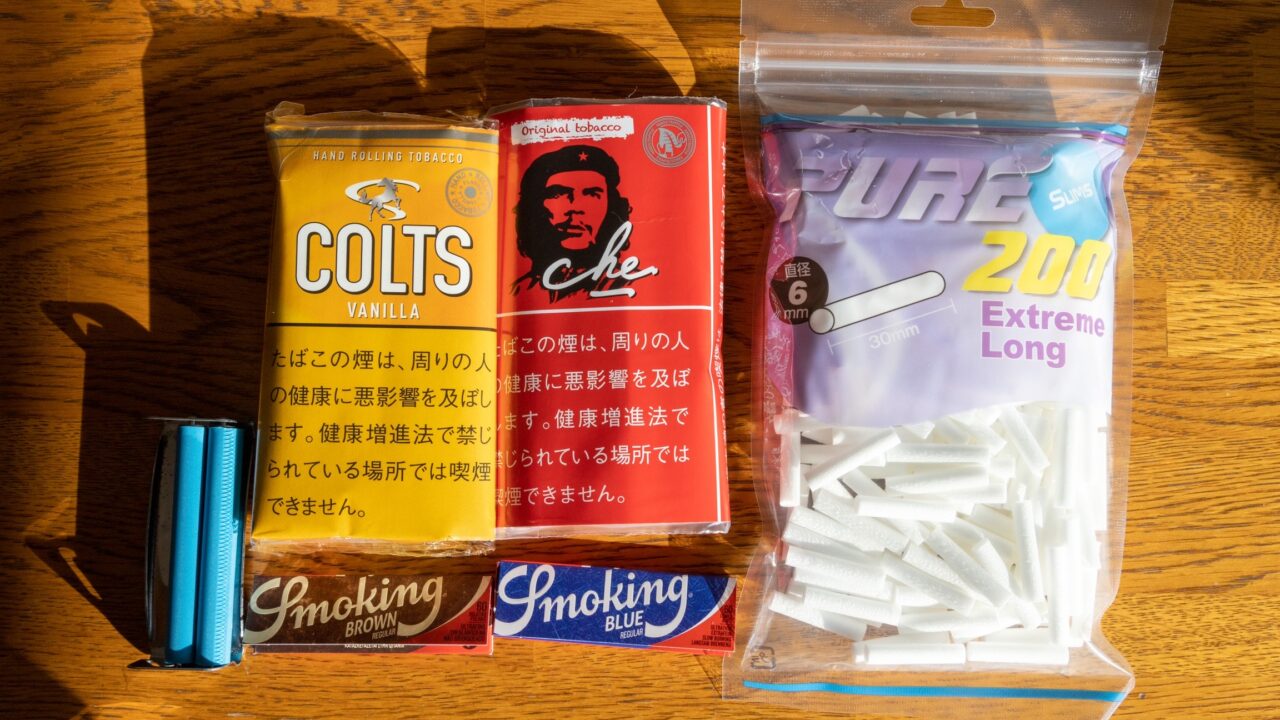 HAND ROLLING TOBACCO
COLTS
VANILLA
たばこの煙は、周りの人
の健康に悪影響を及ぼし
ます。健康増進法で禁じ
られている場所では喫煙
できません。
Original tobacco
che
たばこの煙は、周りの人
の健康に悪影響を及ぼ
します。健康増進法で
禁じられている場所では
喫煙できません。
Smoking
BROWN
REGULAR
Smoking
BLUE
REGULAR
SLOW BURNING
PURE
SLIMS
200
Extreme
Long
直径
6
mm
30mm